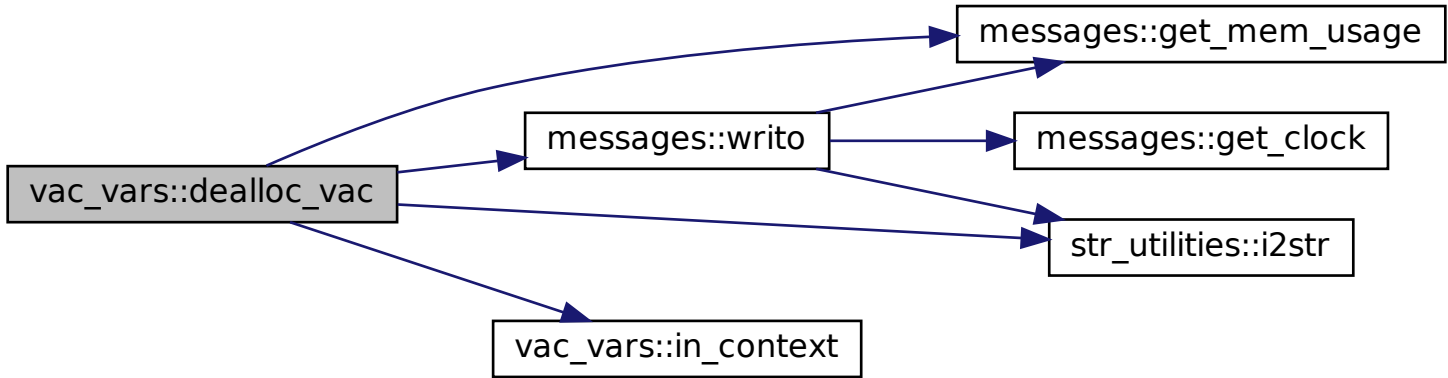 messages::get_mem_usage
messages::writo
messages::get_clock
vac_vars::dealloc_vac
str_utilities::i2str
vac_vars::in_context